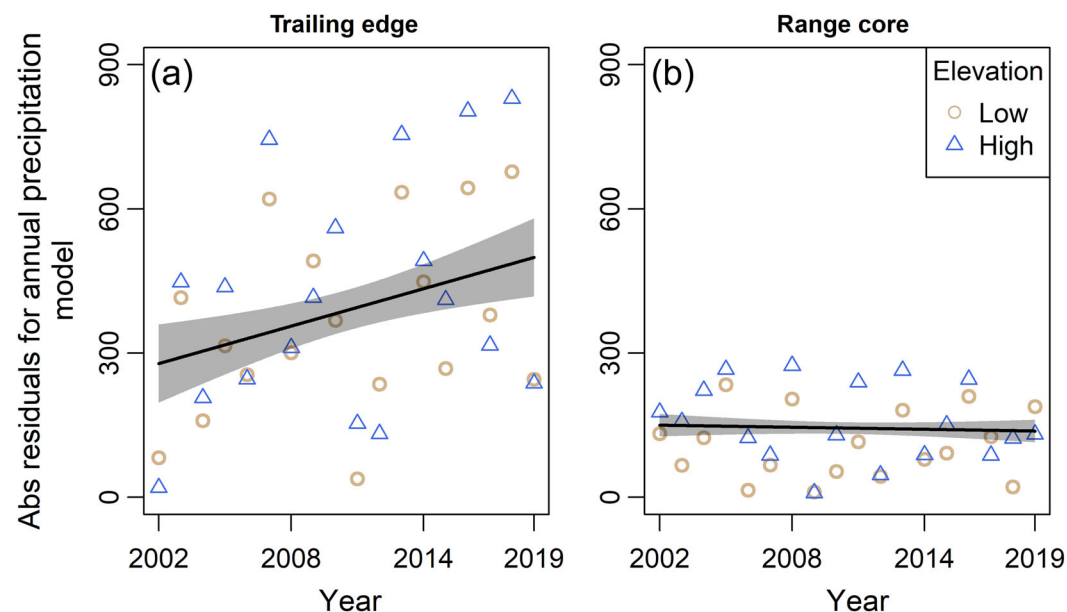 Trailing edge
Range core
Abs residuals for annual precipitation
model
(a)
900
600
300
0
2002
2008
2014
2019
Year
(b)
Elevation
Low
High
900
600
300
0
2002
2008
2014
2019
Year